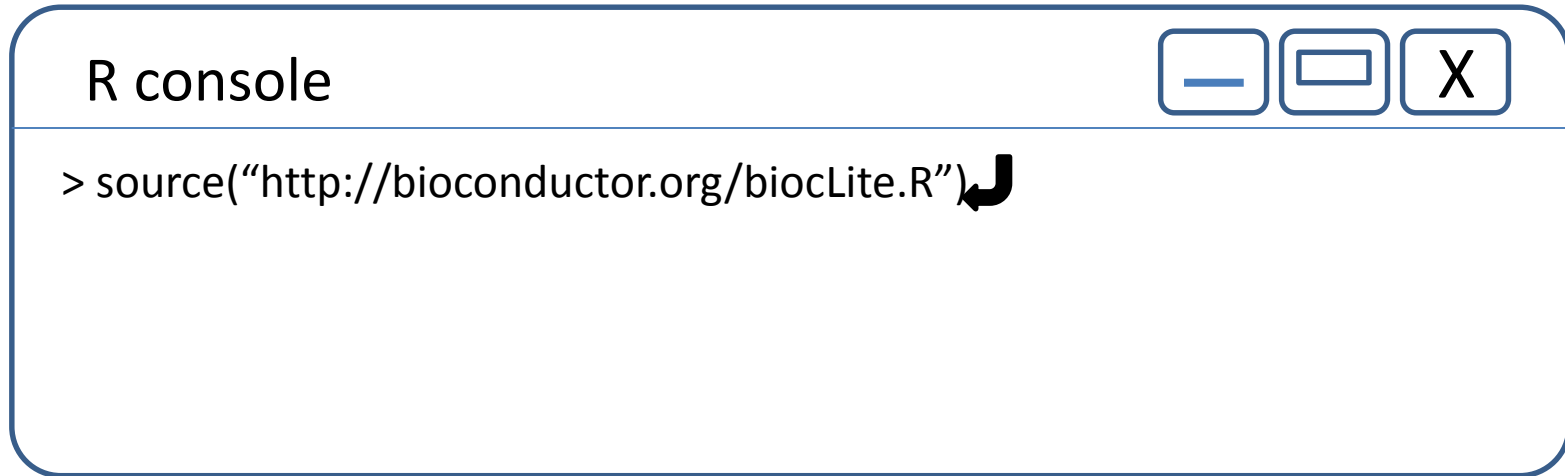 R console
X
> source(“http://bioconductor.org/biocLite.R”)